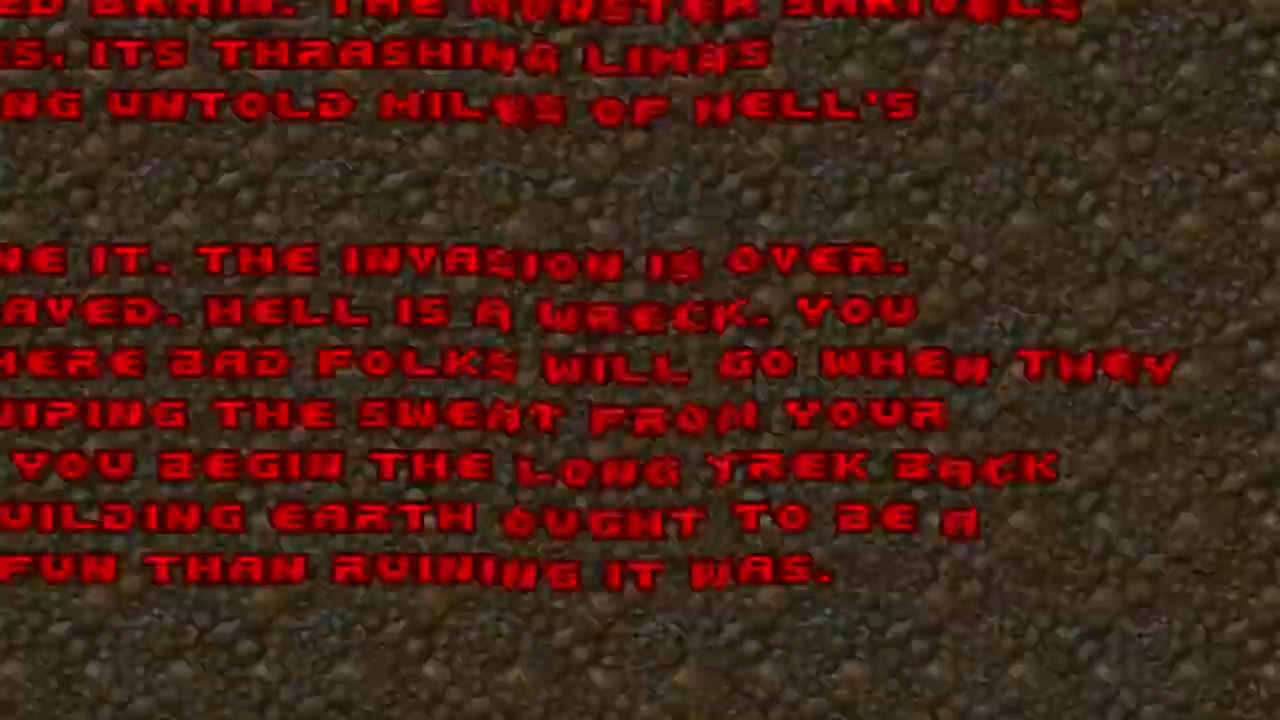 ED BRAIN. THE MONSTER SHRIVELS
ES. ITS THRASHING LIMBS
NG UNTOLD MILES OF HELL'S
NE IT. THE INVASION IS OVER.
AVED. HELL IS A WRECK. YOU
HERE BAD FOLKS WILL GO WHEN THEY
WIPING THE SWEAT FROM YOUR
YOU BEGIN THE LONG TREK BACK
UILDING EARTH OUGHT TO BE A
FUN THAN RUINING IT WAS.